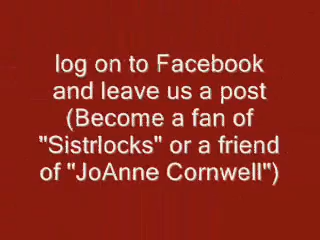 log on to Facebook
and leave us a post
(Become a fan of
"Sistrlocks" or a friend
of "JoAnne Cornwell")